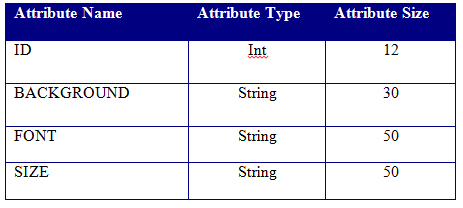 Attribute Name Attribute Type Attribute Size
ID Int 12
BACKGROUND String 30
FONT String 50
SIZE String 50